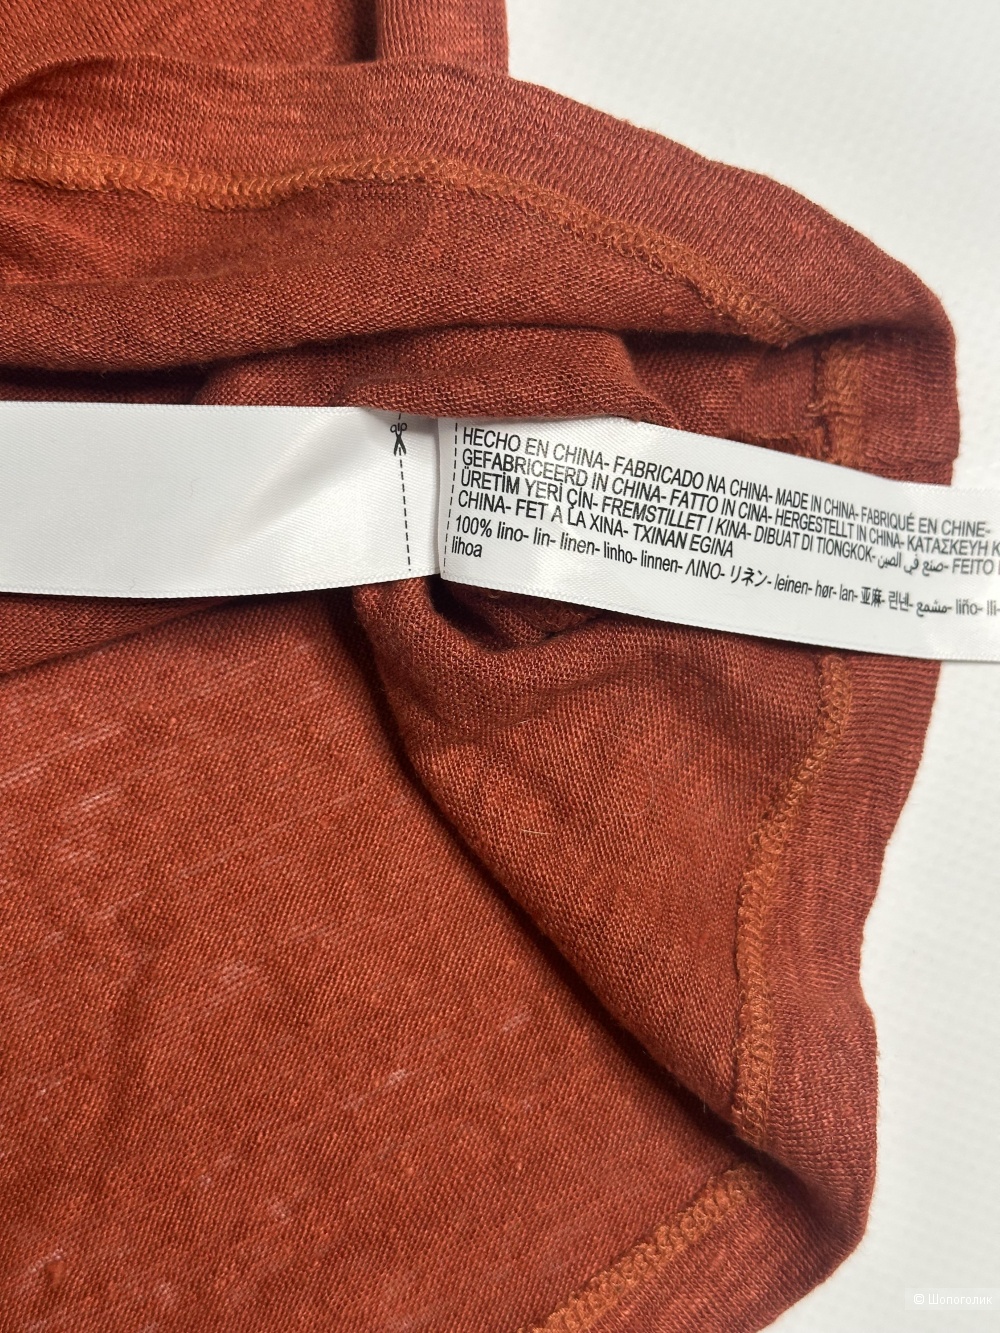 HECHO EN CHINA- FABRICADO NA CHINA- MADE IN CHINA- FABRIQUÉ EN CHINE-
GEFABRICEERD IN CHINA- FATTO IN CINA- HERGESTELLT IN CHINA- ΚΑΤΑΣΚΕΥΗ
ÜRETİM YERİ ÇİN- FREMSTILLET I KINA- DIBUAT DI TIONGKOK- صنع في الصين- FEITO
CHINA- FET A LA XINA- TXINAN EGINA
100% lino- lin- linen- linho- linnen- ΛΙΝΟ- リネン- leinen- hør- lan- 亚麻- 린넨- مشمع- liño- lli-
lihoa
© Шопоголик